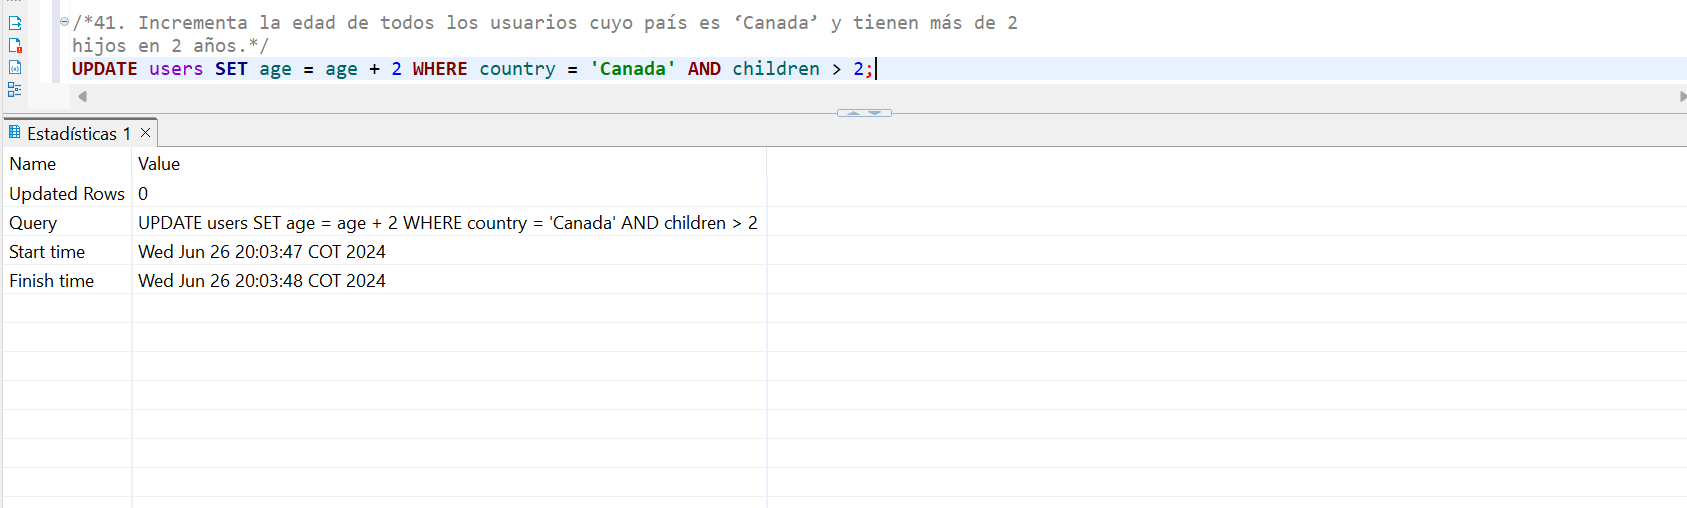 /*41. Incrementa la edad de todos los usuarios cuyo país es ‘Canada’ y tienen más de 2
hijos en 2 años.*/
UPDATE users SET age = age + 2 WHERE country = 'Canada' AND children > 2;
Estadísticas 1
Name Value
Updated Rows 0
Query UPDATE users SET age = age + 2 WHERE country = 'Canada' AND children > 2
Start time Wed Jun 26 20:03:47 COT 2024
Finish time Wed Jun 26 20:03:48 COT 2024